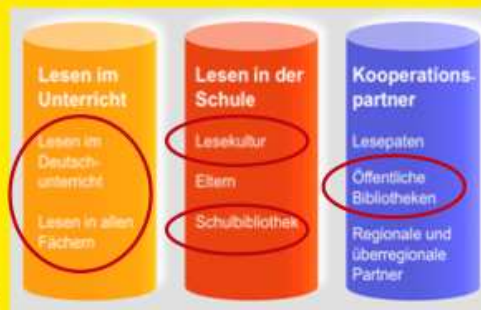 Lesen im
Unterricht
Lesen im
Deutsch-
unterricht
Lesen in allen
Fächern
Lesen in der
Schule
Lesekultur
Eltern
Schulbibliothek
Kooperations-
partner
Lesepaten
Öffentliche
Bibliotheken
Regionale und
überregionale
Partner